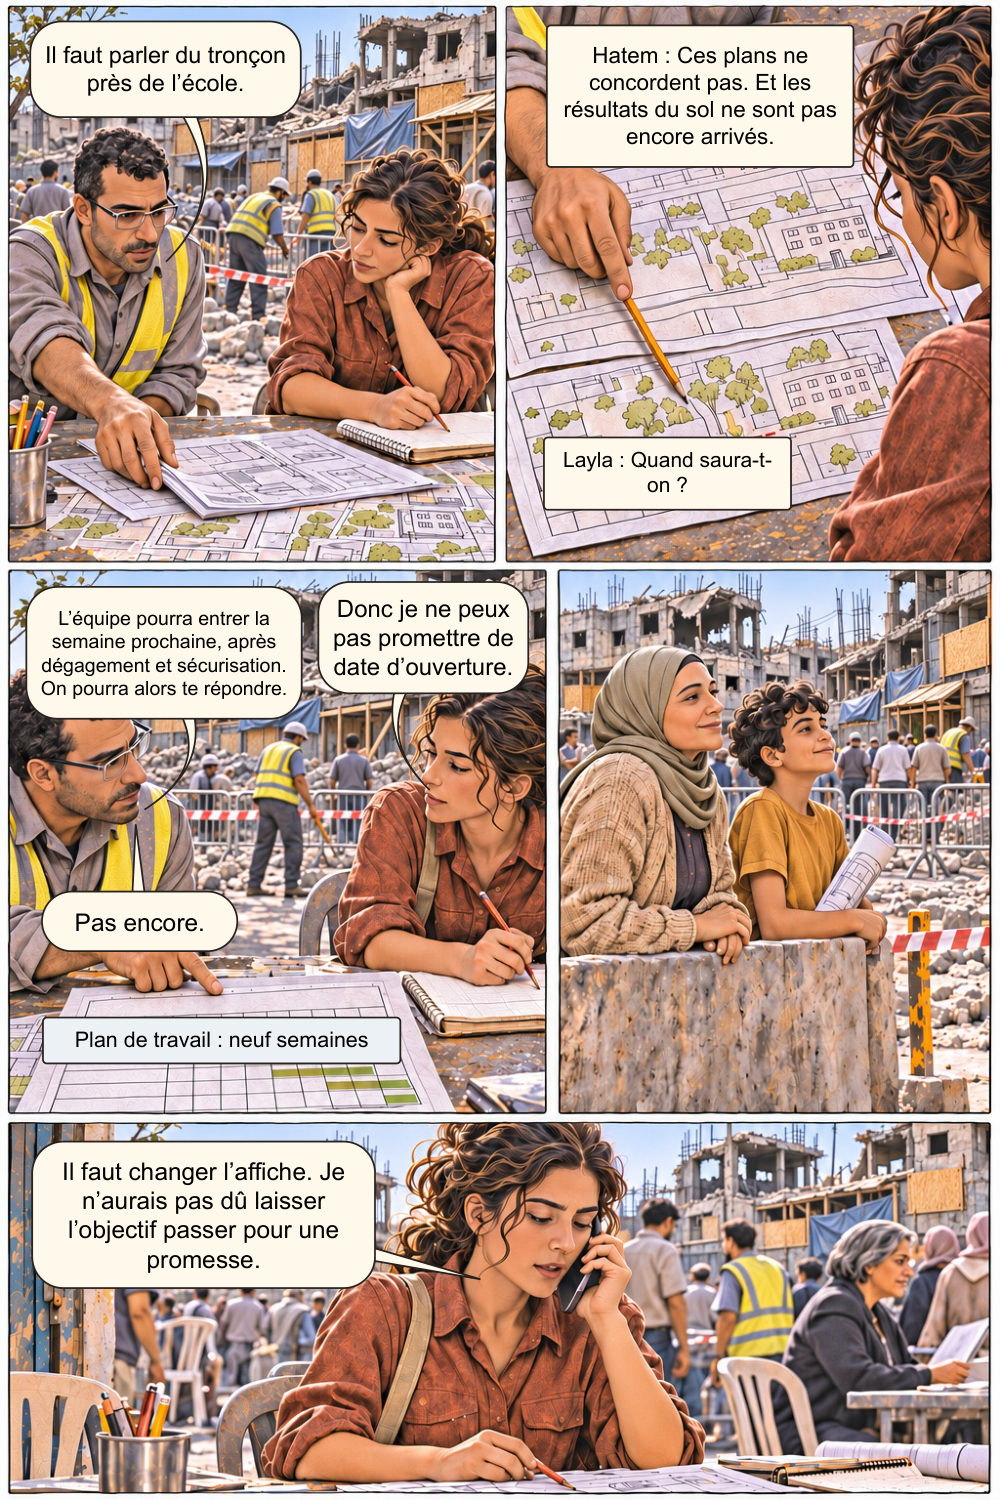 Il faut parler du tronçon
près de l’école.
Hatem : Ces plans ne
concordent pas. Et les
résultats du sol ne sont pas
encore arrivés.
Layla : Quand saura-t-
on ?
L’équipe pourra entrer la
semaine prochaine, après
dégagement et sécurisation.
On pourra alors te répondre.
Donc je ne peux
pas promettre de
date d’ouverture.
Pas encore.
Plan de travail : neuf semaines
Il faut changer l’affiche. Je
n’aurais pas dû laisser
l’objectif passer pour une
promesse.